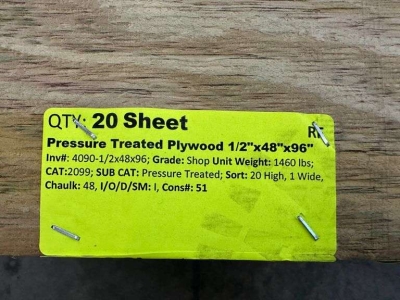 QTY: 20 Sheet
Pressure Treated Plywood 1/2"x48"x96"
Inv#: 4090-1/2x48x96; Grade: Shop Unit Weight: 1460 lbs;
CAT:2099; SUB CAT: Pressure Treated; Sort: 20 High, 1 Wide,
Chaulk: 48, I/O/D/SM: I, Cons#: 51